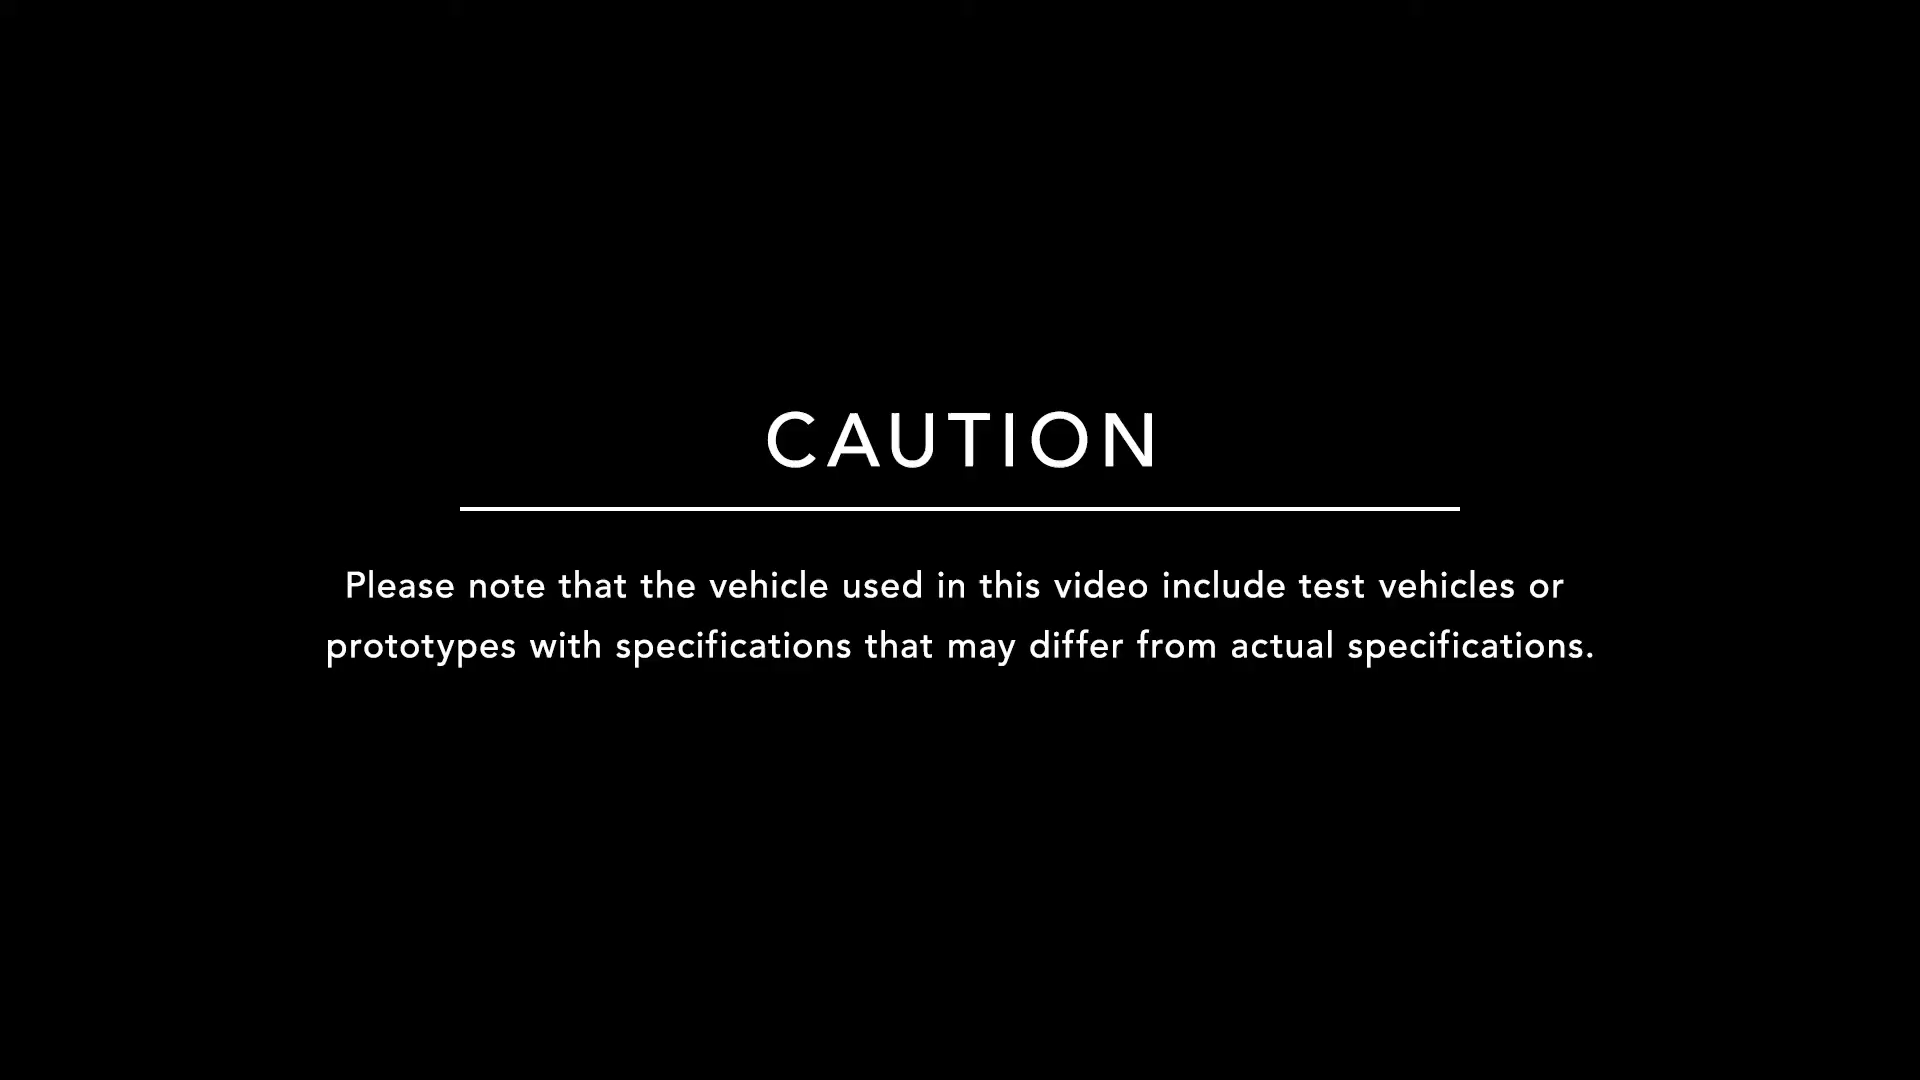 CAUTION
Please note that the vehicle used in this video include test vehicles or
prototypes with specifications that may differ from actual specifications.